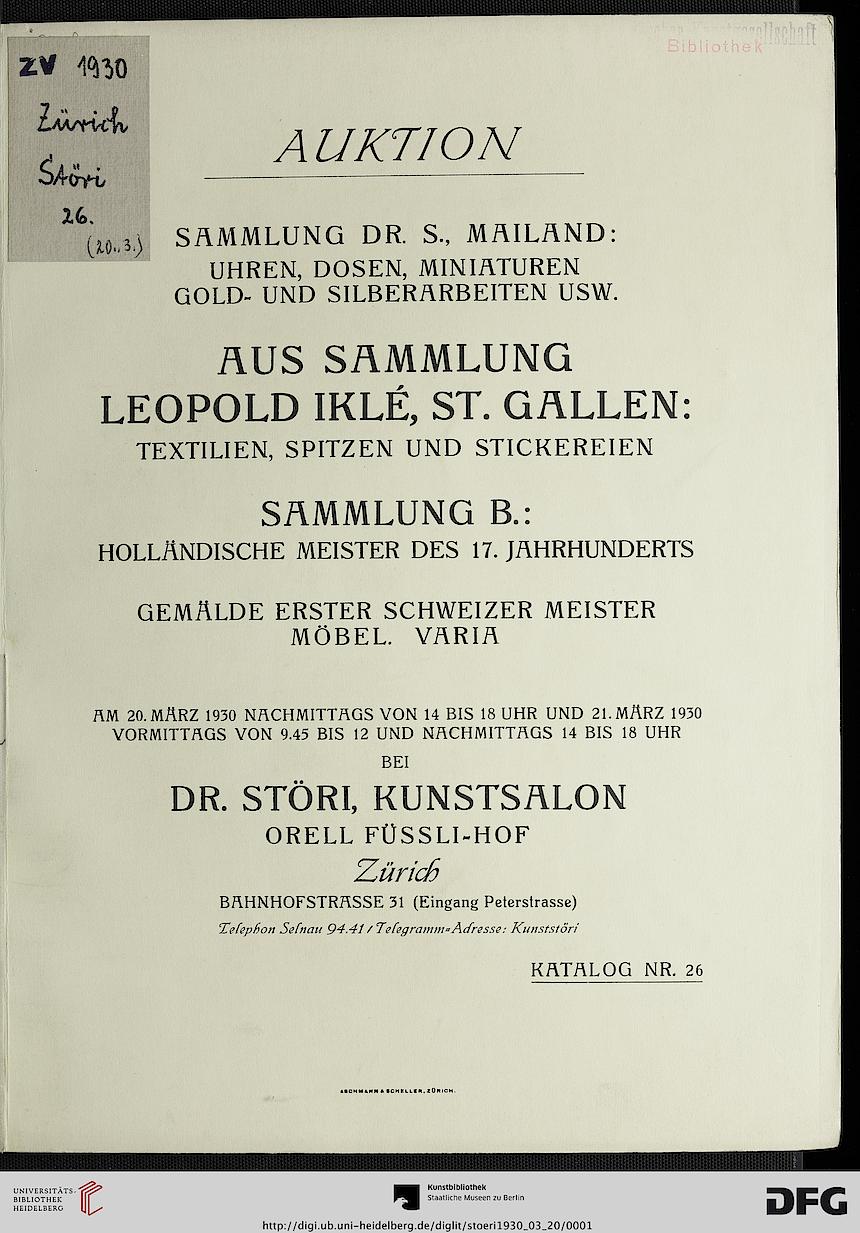 Bibliothek
ZV 1930
Zürich
Störi
26.
(20..3.)
AUKTION
SAMMLUNG DR. S., MAILAND:
UHREN, DOSEN, MINIATUREN
GOLD- UND SILBERARBEITEN USW.
AUS SAMMLUNG
LEOPOLD IKLÉ, ST. GALLEN:
TEXTILIEN, SPITZEN UND STICKEREIEN
SAMMLUNG B.:
HOLLÄNDISCHE MEISTER DES 17. JAHRHUNDERTS
GEMÄLDE ERSTER SCHWEIZER MEISTER
MÖBEL. VARIA
AM 20. MÄRZ 1930 NACHMITTAGS VON 14 BIS 18 UHR UND 21. MÄRZ 1930
VORMITTAGS VON 9.45 BIS 12 UND NACHMITTAGS 14 BIS 18 UHR
BEI
DR. STÖRI, KUNSTSALON
ORELL FÜSSLI-HOF
Zürich
BAHNHOFSTRASSE 31 (Eingang Peterstrasse)
Telephon Selnau 94.41 / Telegramm=Adresse: Kunststöri
KATALOG NR. 26
ASCHMANN & SCHELLER, ZÜRICH.
UNIVERSITÄTS-
BIBLIOTHEK
HEIDELBERG
Kunstbibliothek
Staatliche Museen zu Berlin
DFG
http://digi.ub.uni-heidelberg.de/diglit/stoeri1930_03_20/0001